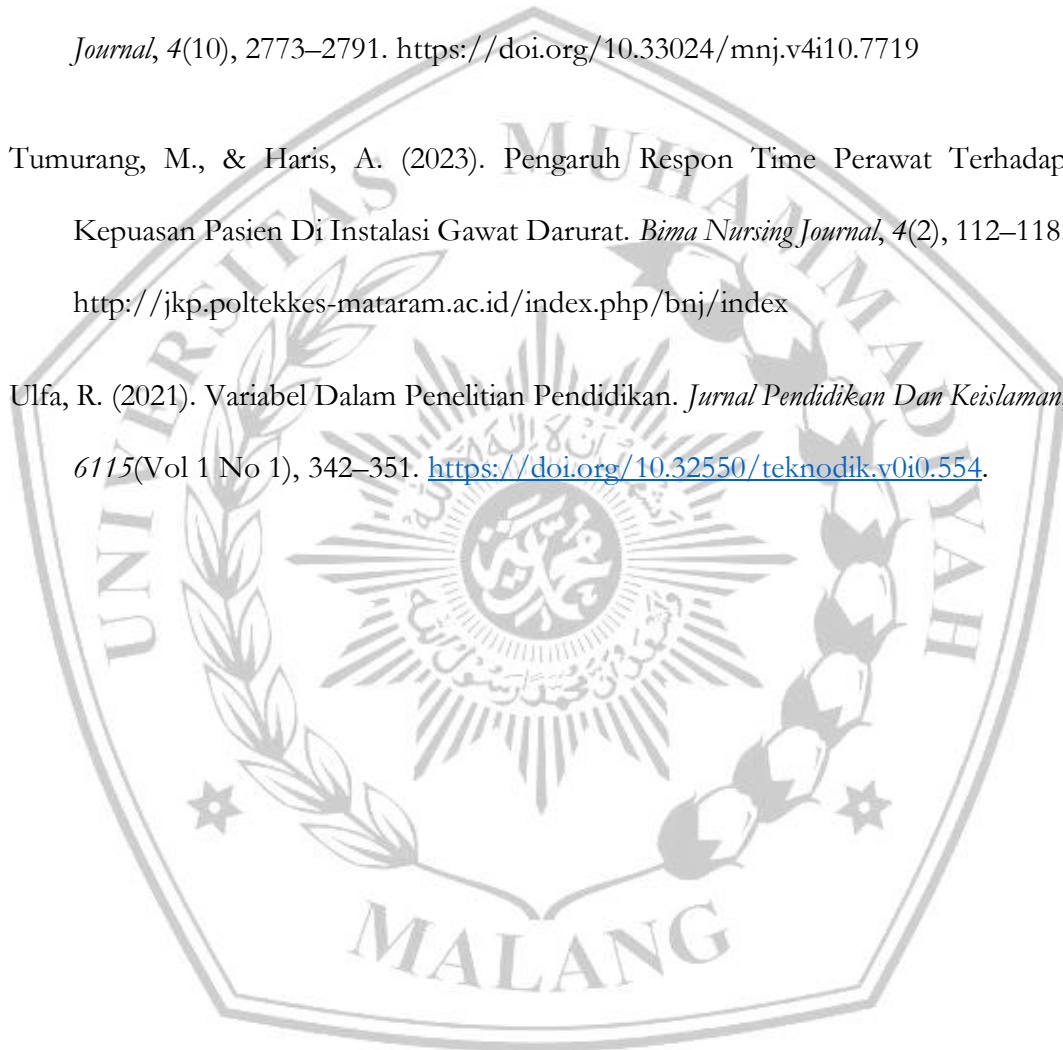 Journal, 4(10), 2773–2791. https://doi.org/10.33024/mnj.v4i10.7719
Tumurang, M., & Haris, A. (2023). Pengaruh Respon Time Perawat Terhadap
Kepuasan Pasien Di Instalasi Gawat Darurat. Bima Nursing Journal, 4(2), 112–118.
http://jkp.poltekkes-mataram.ac.id/index.php/bnj/index
Ulfa, R. (2021). Variabel Dalam Penelitian Pendidikan. Jurnal Pendidikan Dan Keislaman,
6115(Vol 1 No 1), 342–351. https://doi.org/10.32550/teknodik.v0i0.554.
UNIVERSITAS MUHAMMADIYAH
MALANG